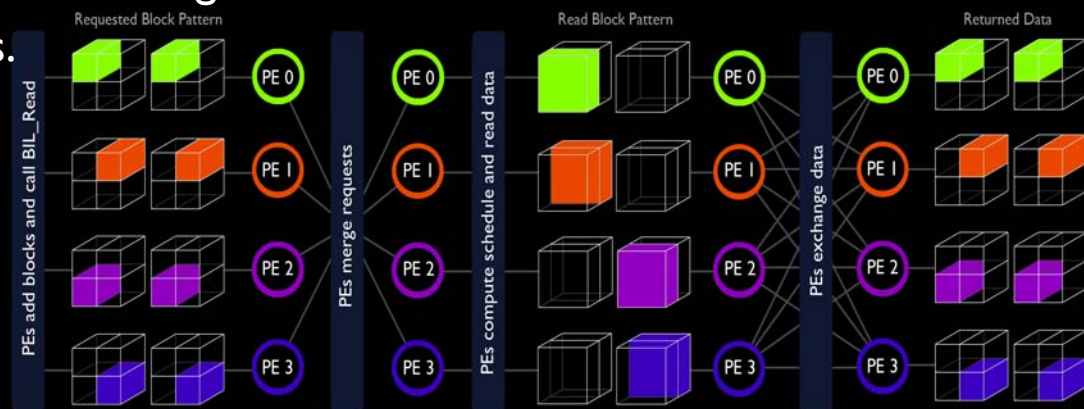 s.
Requested Block Pattern
Read Block Pattern
Returned Data
PEs add blocks and call BIL_Read
PE 0
PE 1
PE 2
PE 3
PEs merge requests
PE 0
PE 1
PE 2
PE 3
PEs compute schedule and read data
PE 0
PE 1
PE 2
PE 3
PEs exchange data
PE 0
PE 1
PE 2
PE 3